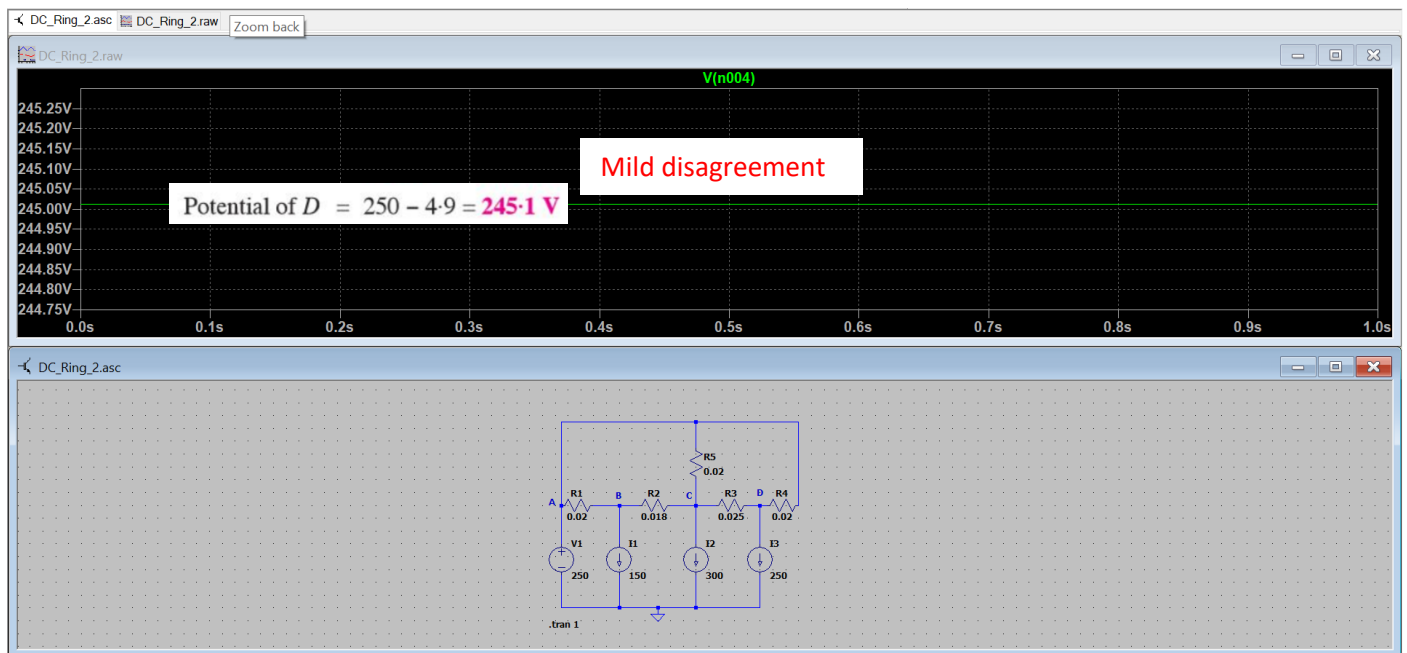 DC_Ring_2.asc DC_Ring_2.raw
Zoom back
DC_Ring_2.raw
V(n004)
245.25V
245.20V
245.15V
245.10V
245.05V
245.00V
244.95V
244.90V
244.85V
244.80V
244.75V
Mild disagreement
Potential of D = 250 – 4·9 = 245·1 V
0.0s 0.1s 0.2s 0.3s 0.4s 0.5s 0.6s 0.7s 0.8s 0.9s 1.0s
DC_Ring_2.asc
R5
0.02
A R1 B R2 C R3 D R4
0.02 0.018 0.025 0.02
V1 I1 I2 I3
250 150 300 250
.tran 1